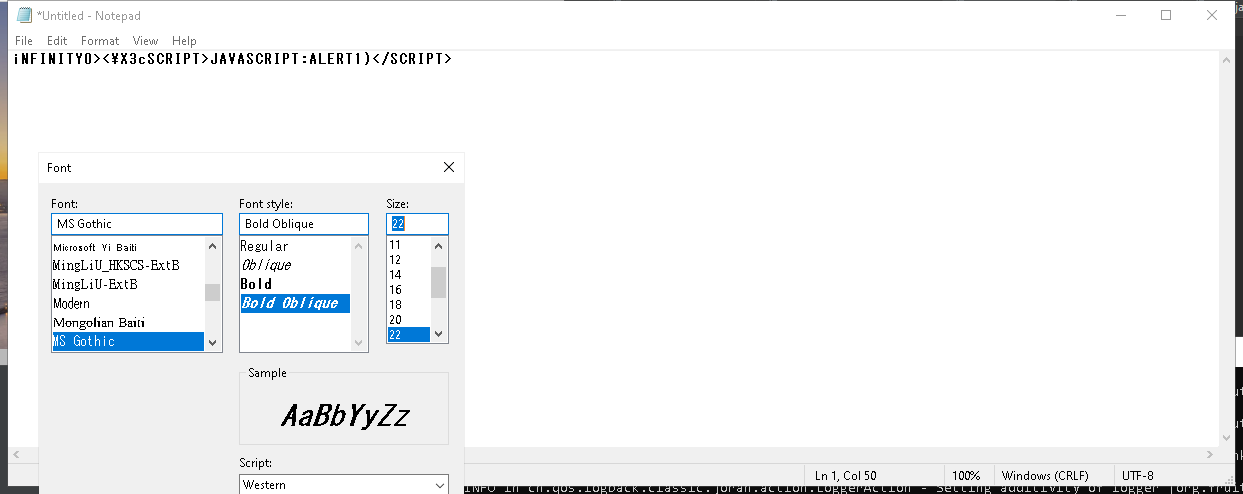 *Untitled - Notepad
File Edit Format View Help
iNFINITYO><¥X3cSCRIPT>JAVASCRIPT:ALERT1)</SCRIPT>
Font
Font: Font style: Size:
MS Gothic Bold Oblique 22
Microsoft Yi Baiti Regular 11
MingLiU_HKSCS-ExtB Oblique 12
MingLiU-ExtB Bold 14
Modern Bold Oblique 16
Mongolian Baiti 18
MS Gothic 20
22
Sample
AaBbYyZz
Script:
Western
Ln 1, Col 50 100% Windows (CRLF) UTF-8
INFO in ch.qos.logback.classic.joran.action.LoggerAction - Setting additivity of logger